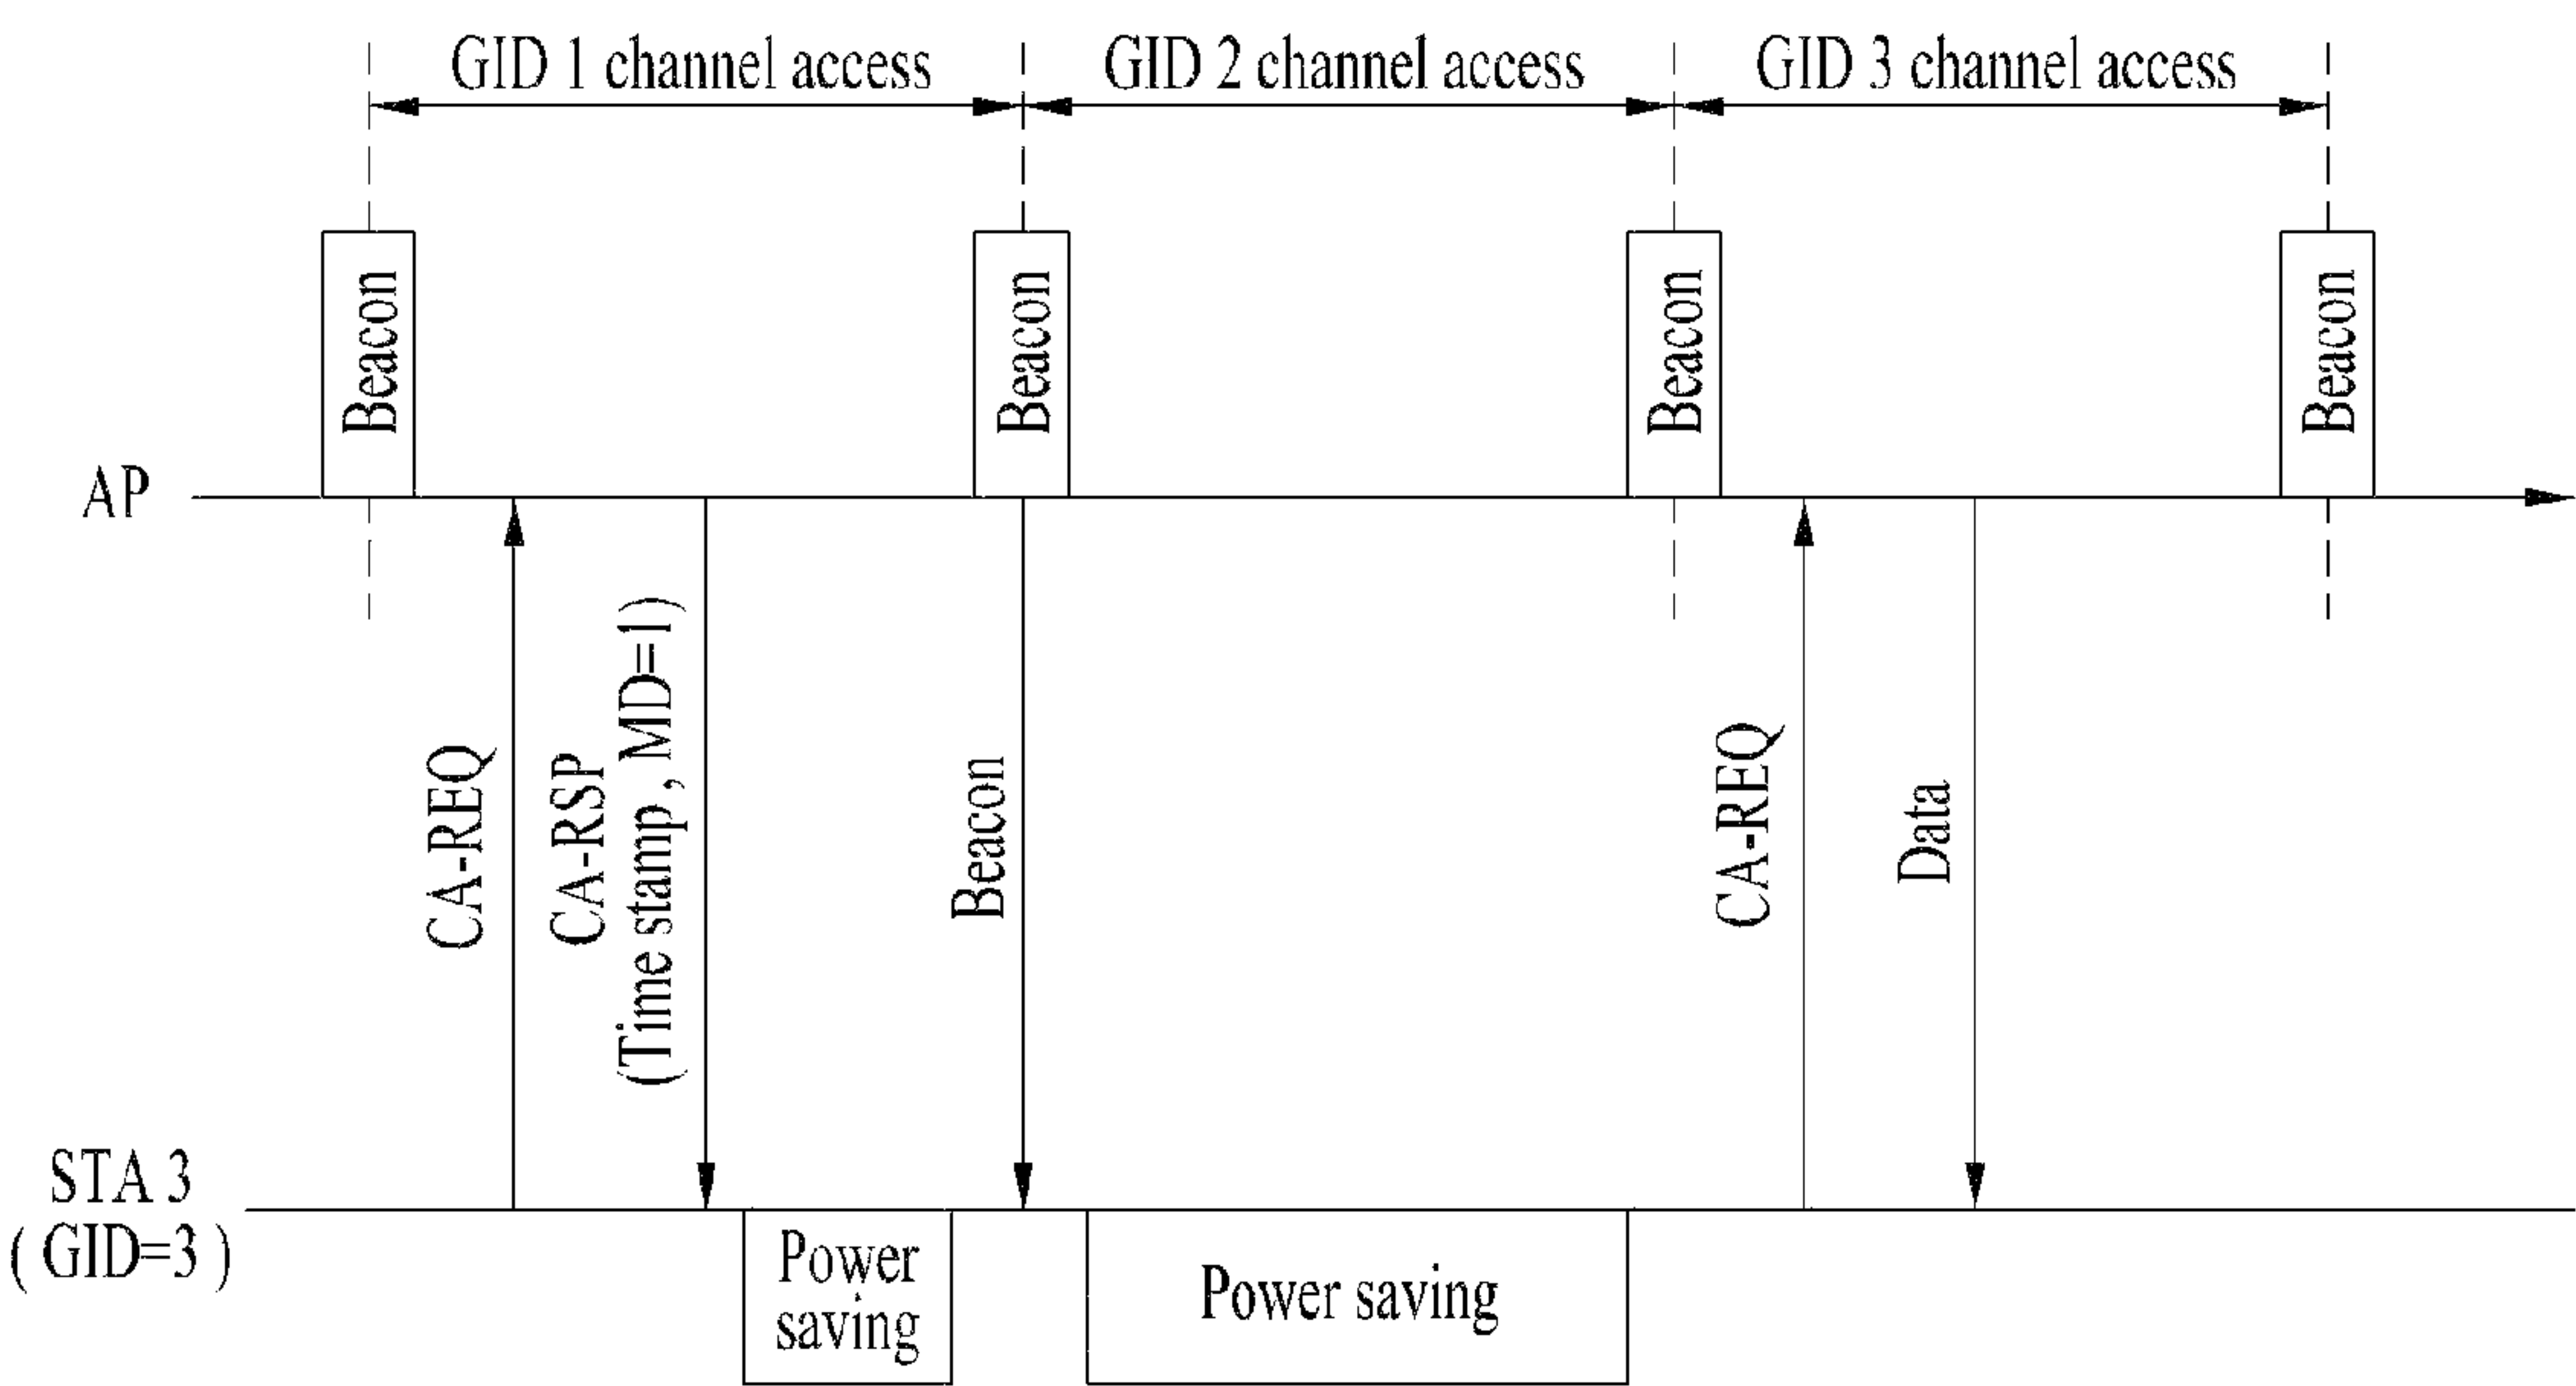 GID 1 channel access
GID 2 channel access
GID 3 channel access
Beacon
Beacon
Beacon
Beacon
AP
CA-REQ
CA-RSP
(Time stamp , MD=1)
Beacon
CA-REQ
Data
STA 3
( GID=3 )
Power
saving
Power saving